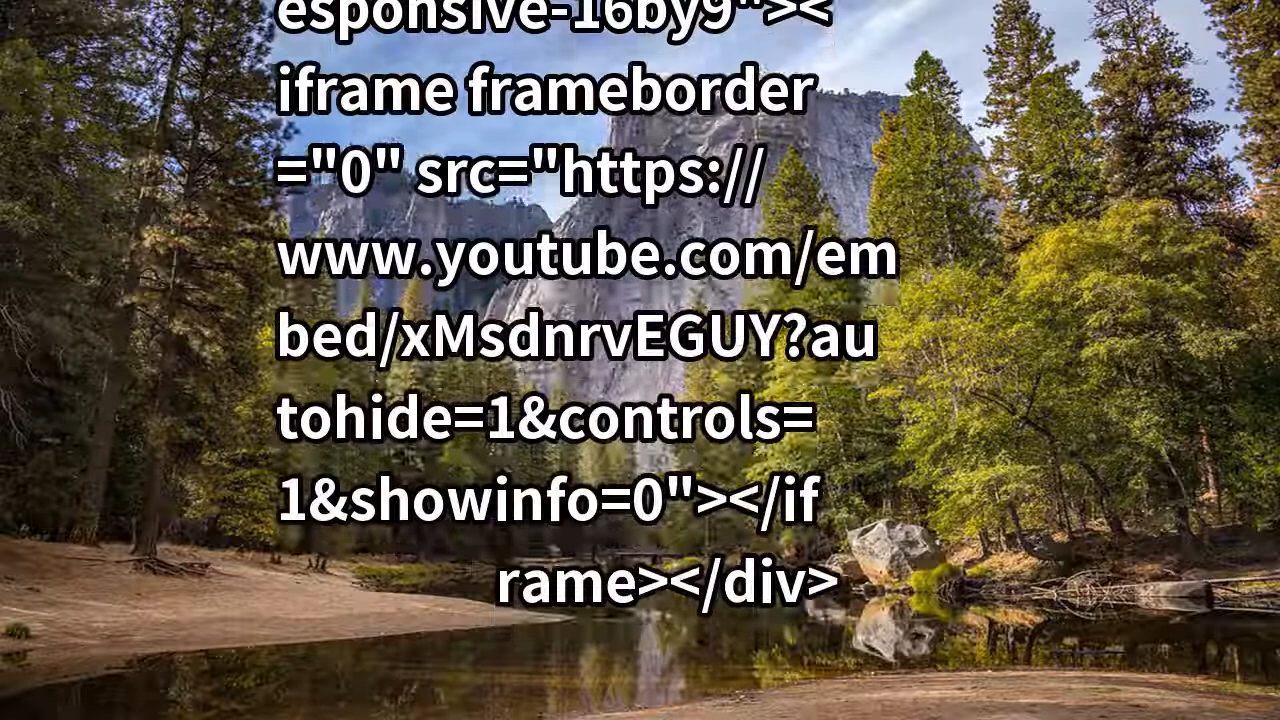 esponsive-16by9"><
iframe frameborder
="0" src="https://
www.youtube.com/em
bed/xMsdnrvEGUY?au
tohide=1&controls=
1&showinfo=0"></if
rame></div>